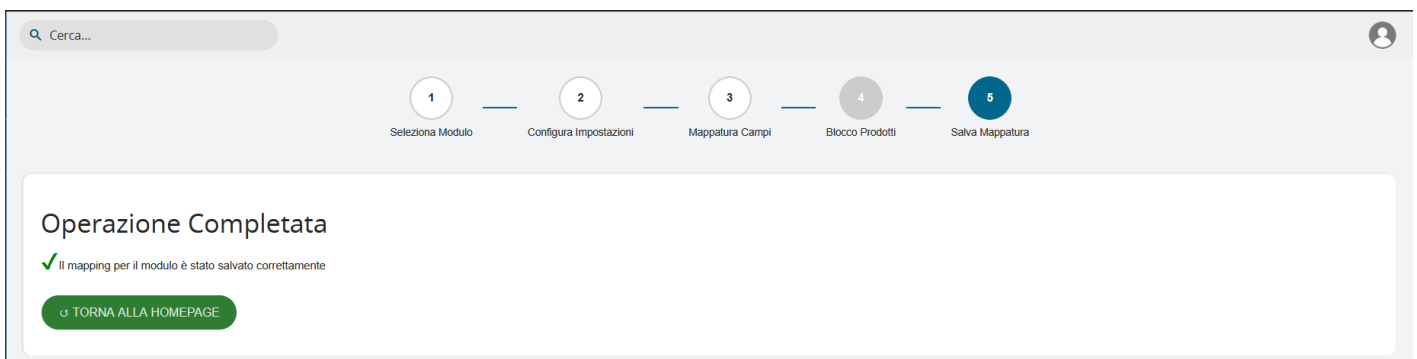 Cerca...
1 2 3 4 5
Seleziona Modulo Configura Impostazioni Mappatura Campi Blocco Prodotti Salva Mappatura
Operazione Completata
Il mapping per il modulo è stato salvato correttamente
↺ TORNA ALLA HOMEPAGE